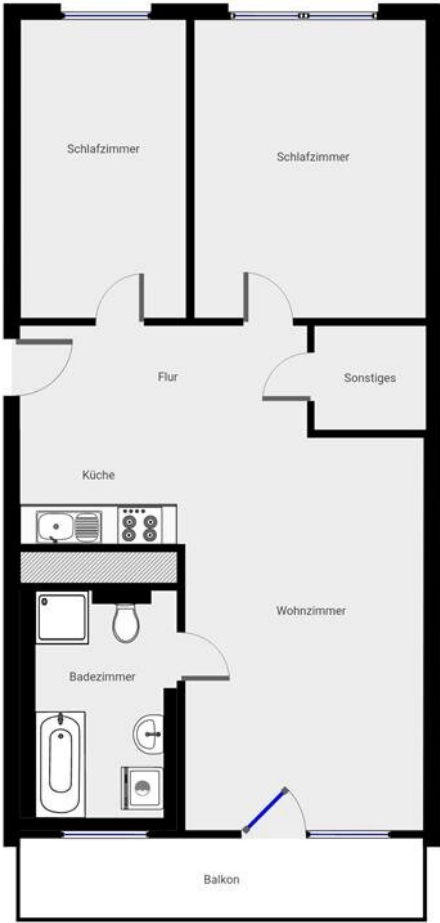 Schlafzimmer
Schlafzimmer
Flur
Sonstiges
Küche
Wohnzimmer
Badezimmer
Balkon